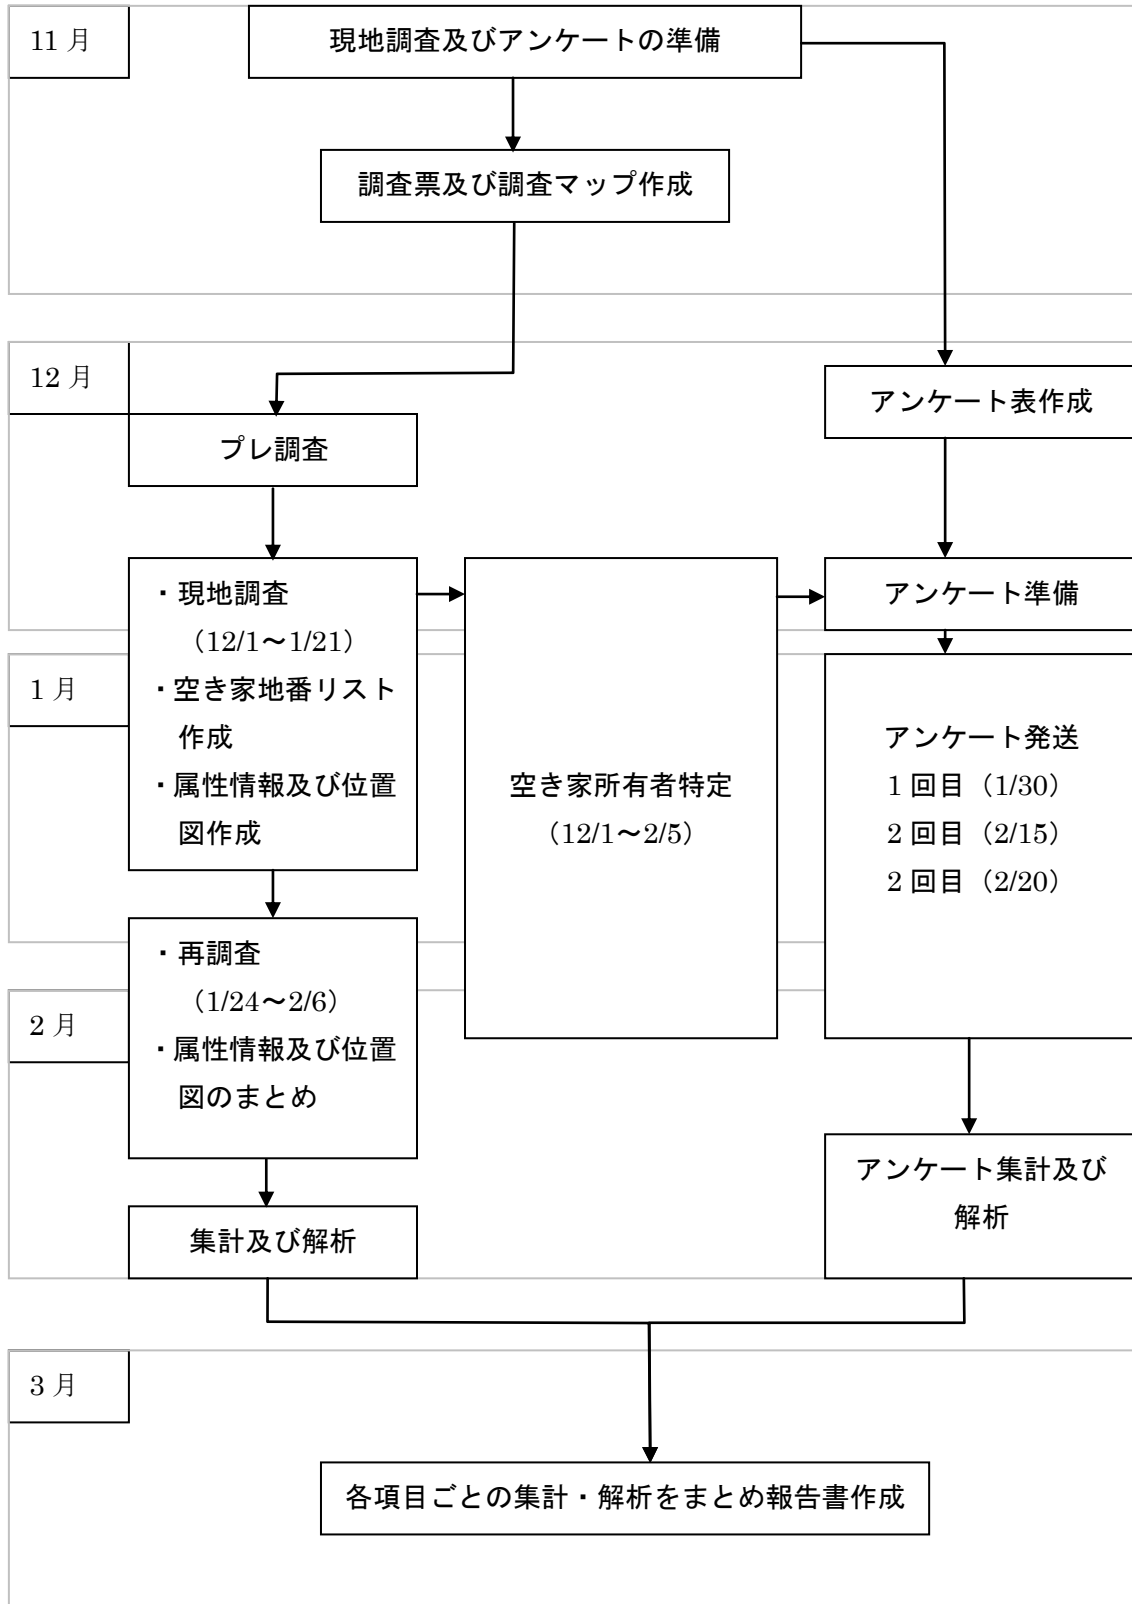 11 月
現地調査及びアンケートの準備
調査票及び調査マップ作成
12 月
アンケート表作成
プレ調査
・現地調査
（12/1～1/21）
・空き家地番リスト
作成
・属性情報及び位置
図作成
アンケート準備
1 月
空き家所有者特定
（12/1～2/5）
アンケート発送
1 回目（1/30）
2 回目（2/15）
2 回目（2/20）
・再調査
（1/24～2/6）
・属性情報及び位置
図のまとめ
2 月
アンケート集計及び
解析
集計及び解析
3 月
各項目ごとの集計・解析をまとめ報告書作成